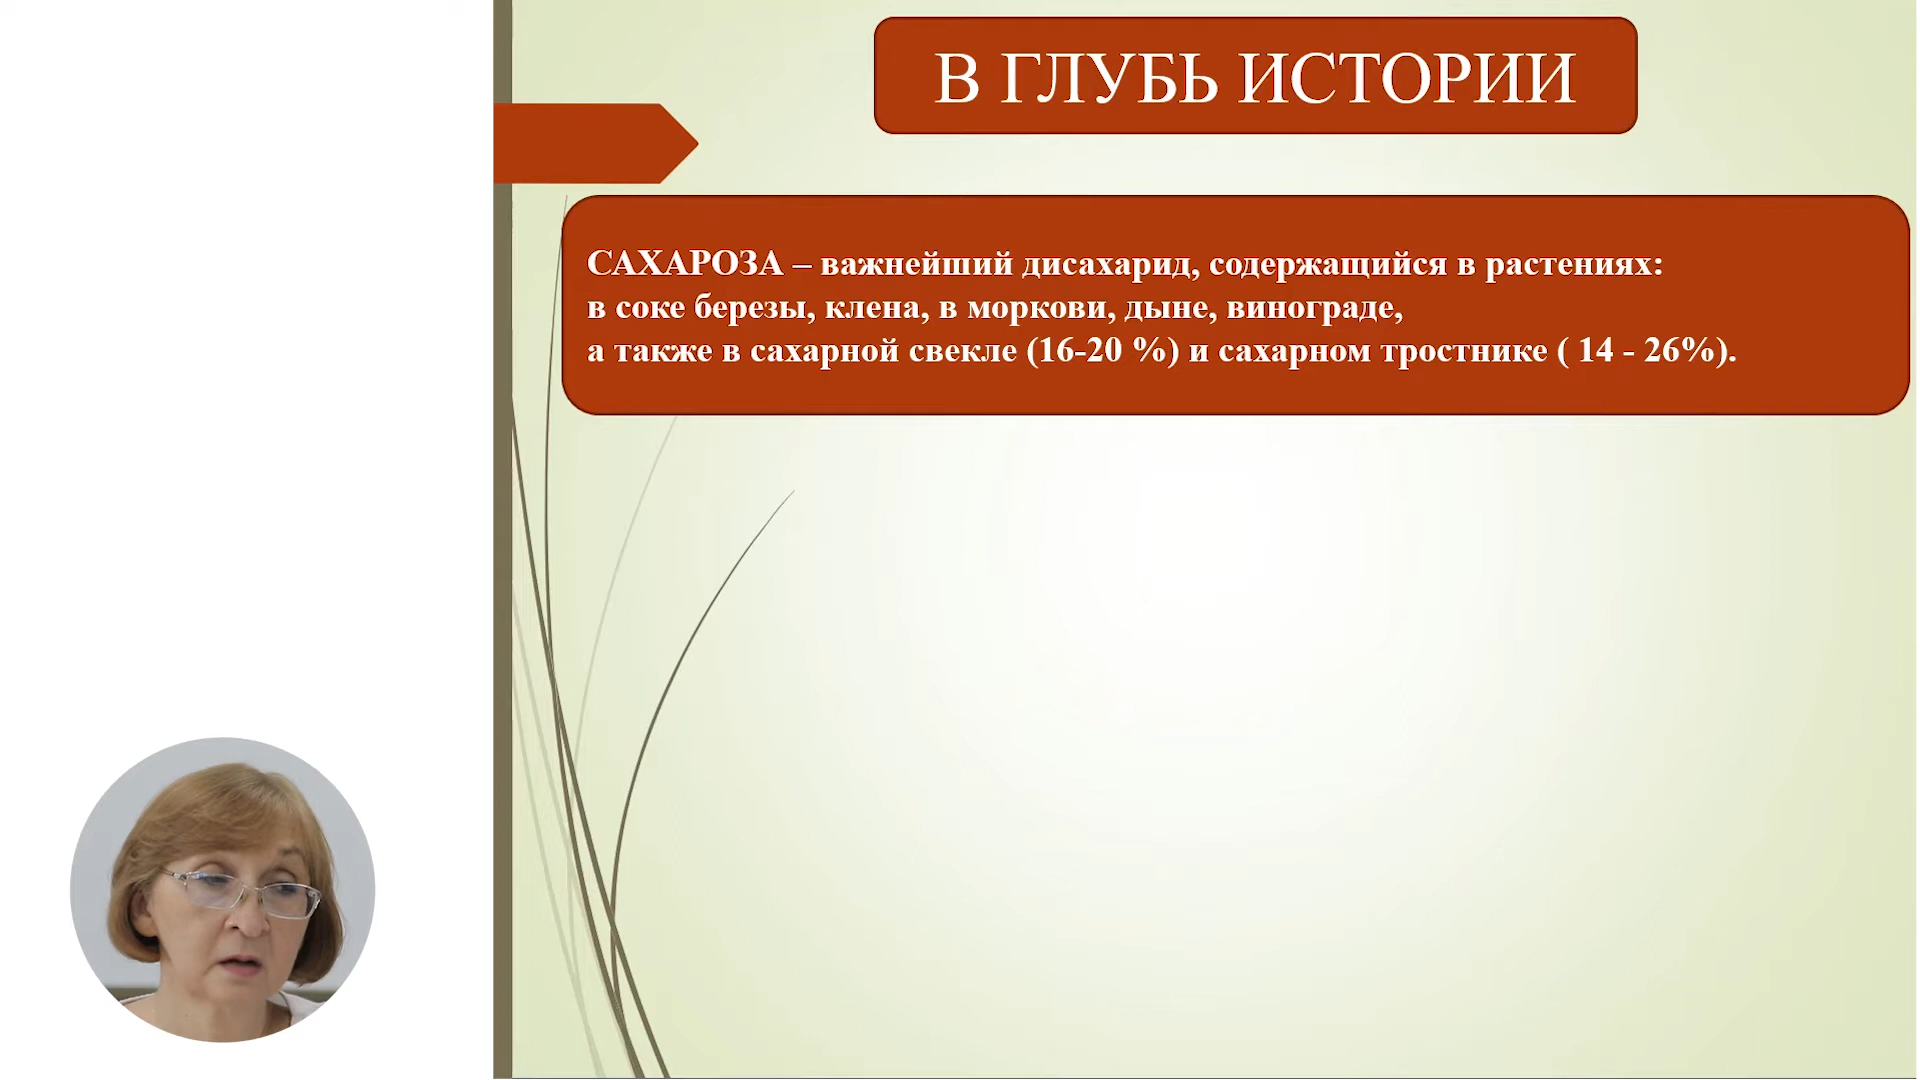 В ГЛУБЬ ИСТОРИИ
САХАРОЗА – важнейший дисахарид, содержащийся в растениях:
в соке березы, клена, в моркови, дыне, винограде,
а также в сахарной свекле (16-20 %) и сахарном тростнике ( 14 - 26%).